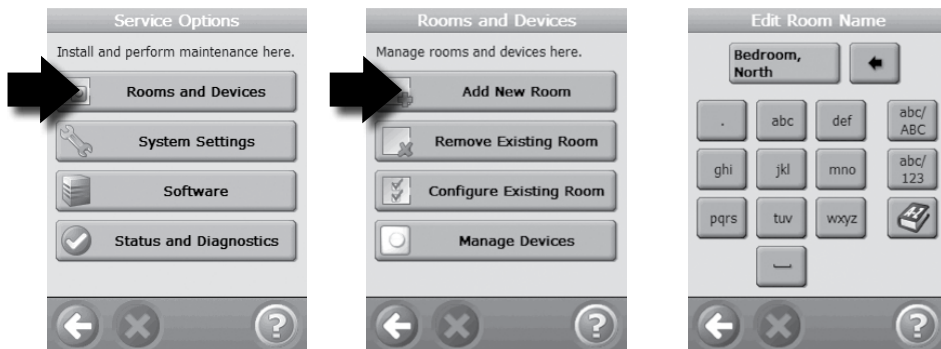 Service Options
Install and perform maintenance here.
Rooms and Devices
System Settings
Software
Status and Diagnostics
?
Rooms and Devices
Manage rooms and devices here.
Add New Room
Remove Existing Room
Configure Existing Room
Manage Devices
?
Edit Room Name
Bedroom,
North
. abc def abc/
ABC
ghi jkl mno abc/
123
pqrs tuv wxyz
?